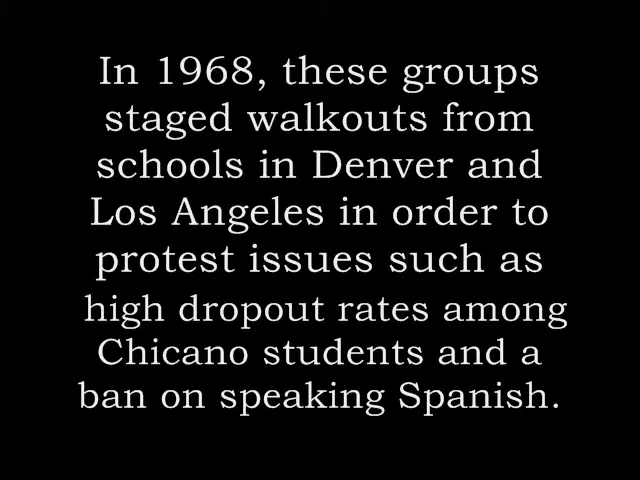 In 1968, these groups
staged walkouts from
schools in Denver and
Los Angeles in order to
protest issues such as
high dropout rates among
Chicano students and a
ban on speaking Spanish.